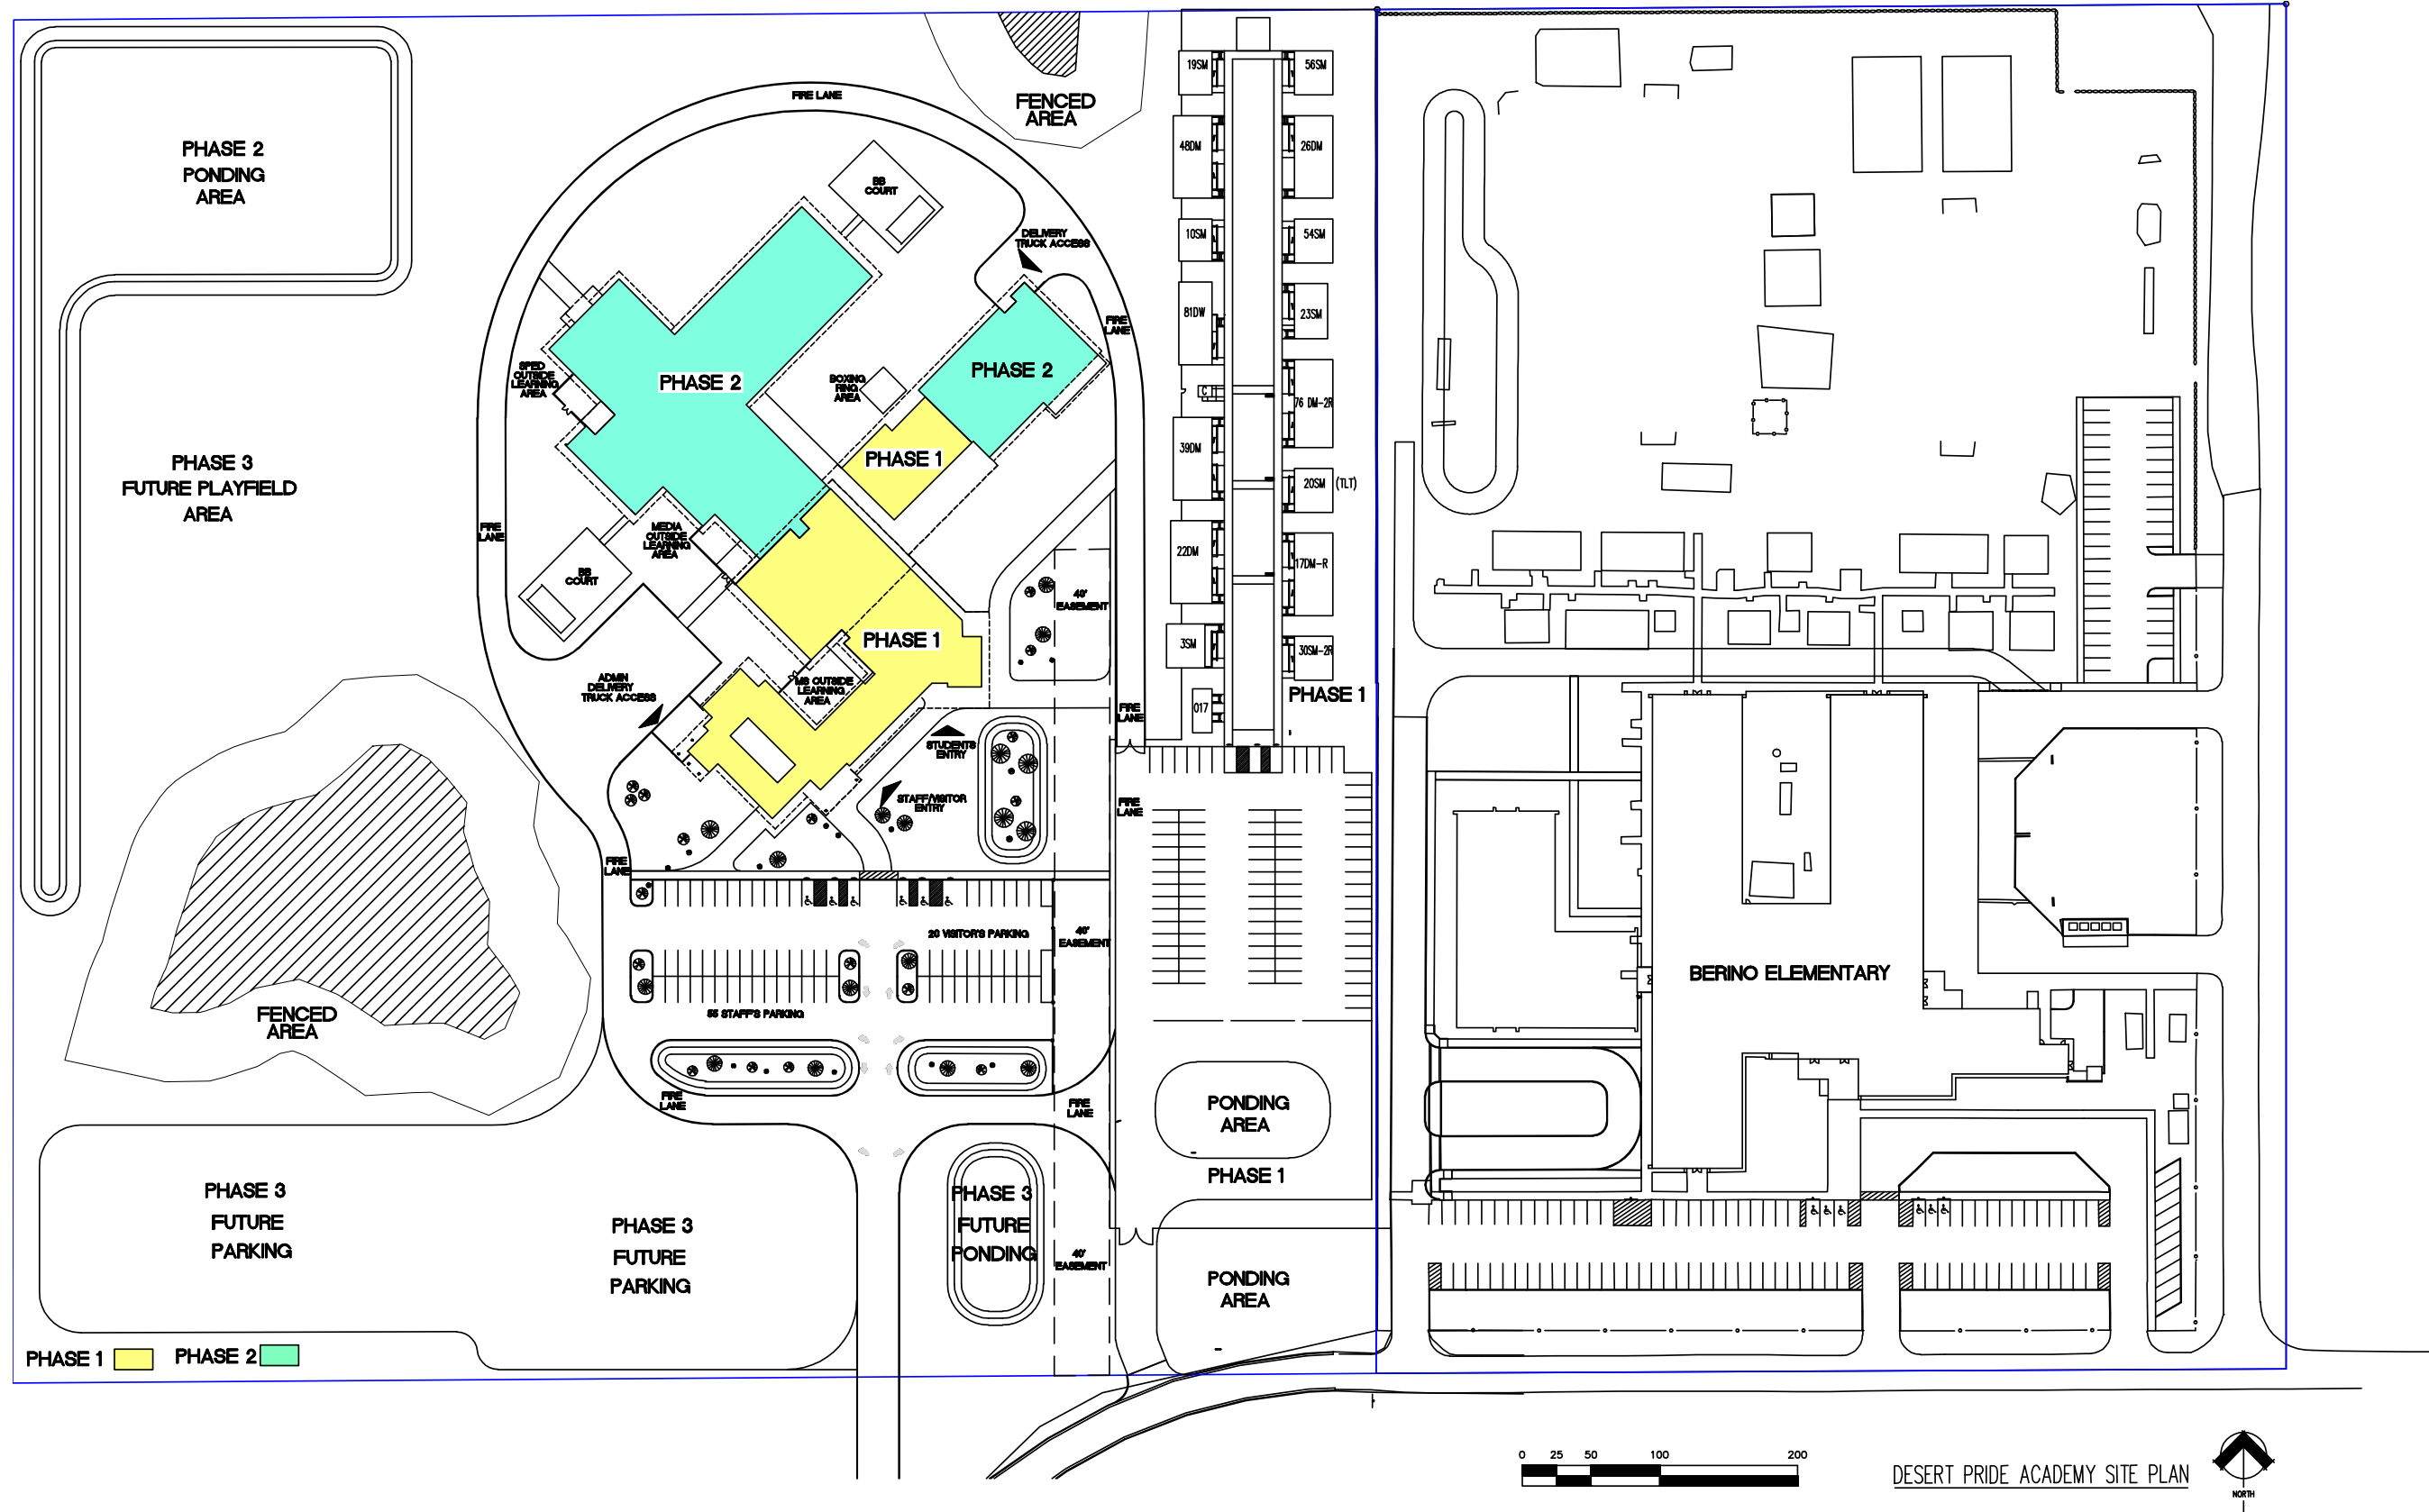 FIRE LANE
FENCED
AREA
19SM
56SM
PHASE 2
PONDING
AREA
BB
COURT
48DM
26DM
DELIVERY
TRUCK ACCESS
10SM
54SM
81DW
23SM
FIRE
LANE
SPED
OUTSIDE
LEARNING
AREA
PHASE 2
BOXING
RING
AREA
PHASE 2
C
76 DM-2R
39DM
PHASE 1
20SM
(TLT)
PHASE 3
FUTURE PLAYFIELD
AREA
FIRE
LANE
MEDIA
OUTSIDE
LEARNING
AREA
22DM
17DM-R
BB
COURT
40'
EASEMENT
PHASE 1
3SM
30SM-2R
ADMIN
DELIVERY
TRUCK ACCESS
MS OUTSIDE
LEARNING
AREA
PHASE 1
017
FIRE
LANE
STUDENTS
ENTRY
STAFF/VISITOR
ENTRY
FIRE
LANE
FIRE
LANE
20 VISITOR'S PARKING
40'
EASEMENT
BERINO ELEMENTARY
55 STAFF'S PARKING
FENCED
AREA
FIRE
LANE
FIRE
LANE
PONDING
AREA
PHASE 1
PHASE 3
FUTURE
PARKING
PHASE 3
FUTURE
PARKING
PHASE 3
FUTURE
PONDING
40'
EASEMENT
PONDING
AREA
PHASE 1
PHASE 2
0 25 50 100 200
DESERT PRIDE ACADEMY SITE PLAN
NORTH